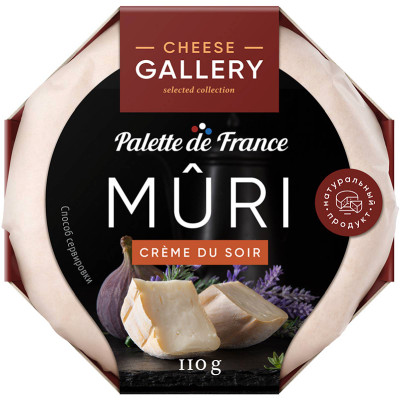 CHEESE
GALLERY
selected collection
Palette de France
MÛRI
CRÈME DU SOIR
натуральный
продукт
Способ сервировки
110 g